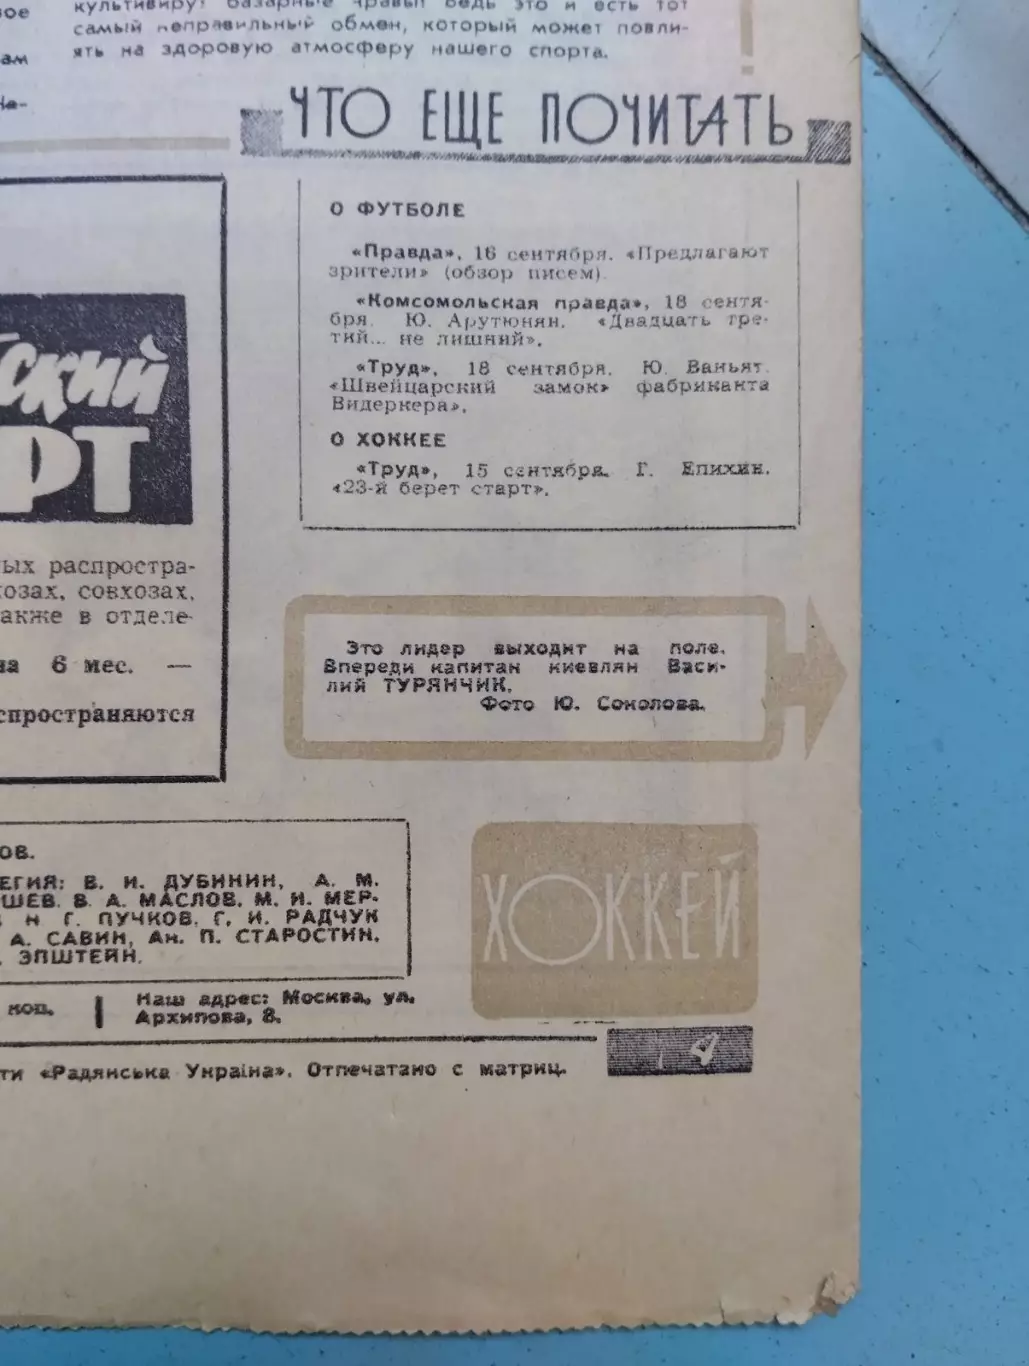 культивиру базарные ведь это и есть тот
самый неправильный обмен, который может повли-
ять на здоровую атмосферу нашего спорта.
вое
ам
ЧТО ЕЩЕ ПОЧИТАТЬ
О ФУТБОЛЕ
«Правда», 16 сентября. «Предлагают
зрители» (обзор писем).
«Комсомольская правда», 18 сентя-
бря. Ю. Арутюнян. «Двадцать тре-
тий... не лишний».
«Труд», 18 сентября. Ю. Ваньят.
«Швейцарский замок» фабриканта
Видеркера».
О ХОККЕЕ
«Труд», 15 сентября. Г. Епихин.
«23-й берет старт».
ский
рт
ых распростра-
хозах, совхозах,
акже в отделе-
на 6 мес. —
спространяются
Это лидер выходит на поле.
Впереди капитан киевлян Васи-
лий ТУРЯНЧИК.
Фото Ю. Соколова.
ОВ.
ЕГИЯ: В. И. ДУБИНИН, А. М.
ШЕВ, В. А. МАСЛОВ, М. И. МЕР-
Н. Г. ПУЧКОВ, Г. И. РАДЧУК
А. САВИН, Ан. П. СТАРОСТИН,
ЭПШТЕЙН.
коп.
Наш адрес: Москва, ул.
Архипова, 8.
ХОККЕЙ
ти «Радянська Україна». Отпечатано с матриц.